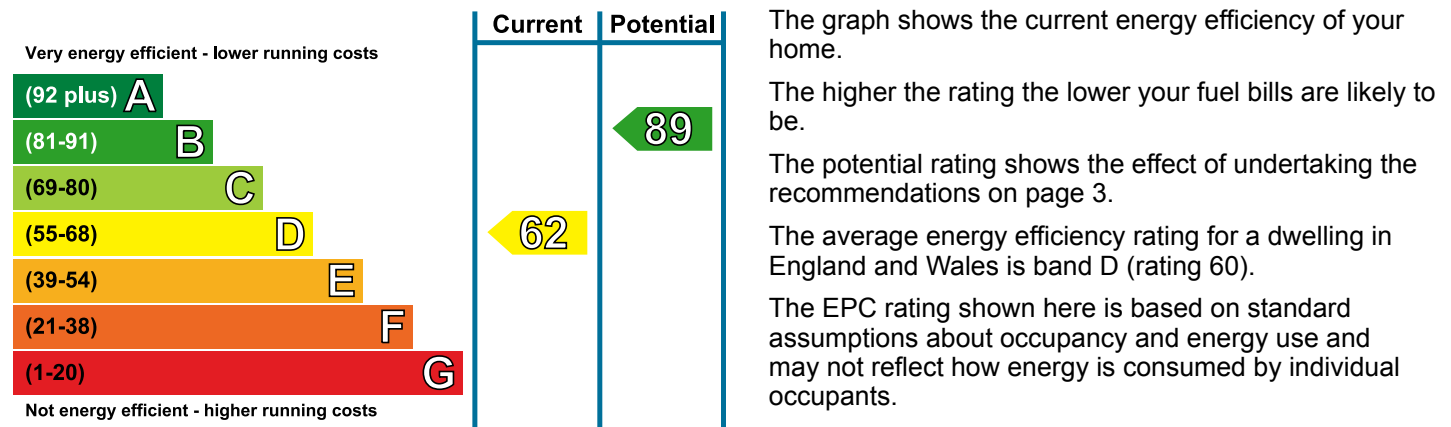 Current Potential
Very energy efficient - lower running costs
(92 plus) A
(81-91) B
89
(69-80) C
(55-68) D
62
(39-54) E
(21-38) F
(1-20) G
Not energy efficient - higher running costs
The graph shows the current energy efficiency of your
home.
The higher the rating the lower your fuel bills are likely to
be.
The potential rating shows the effect of undertaking the
recommendations on page 3.
The average energy efficiency rating for a dwelling in
England and Wales is band D (rating 60).
The EPC rating shown here is based on standard
assumptions about occupancy and energy use and
may not reflect how energy is consumed by individual
occupants.